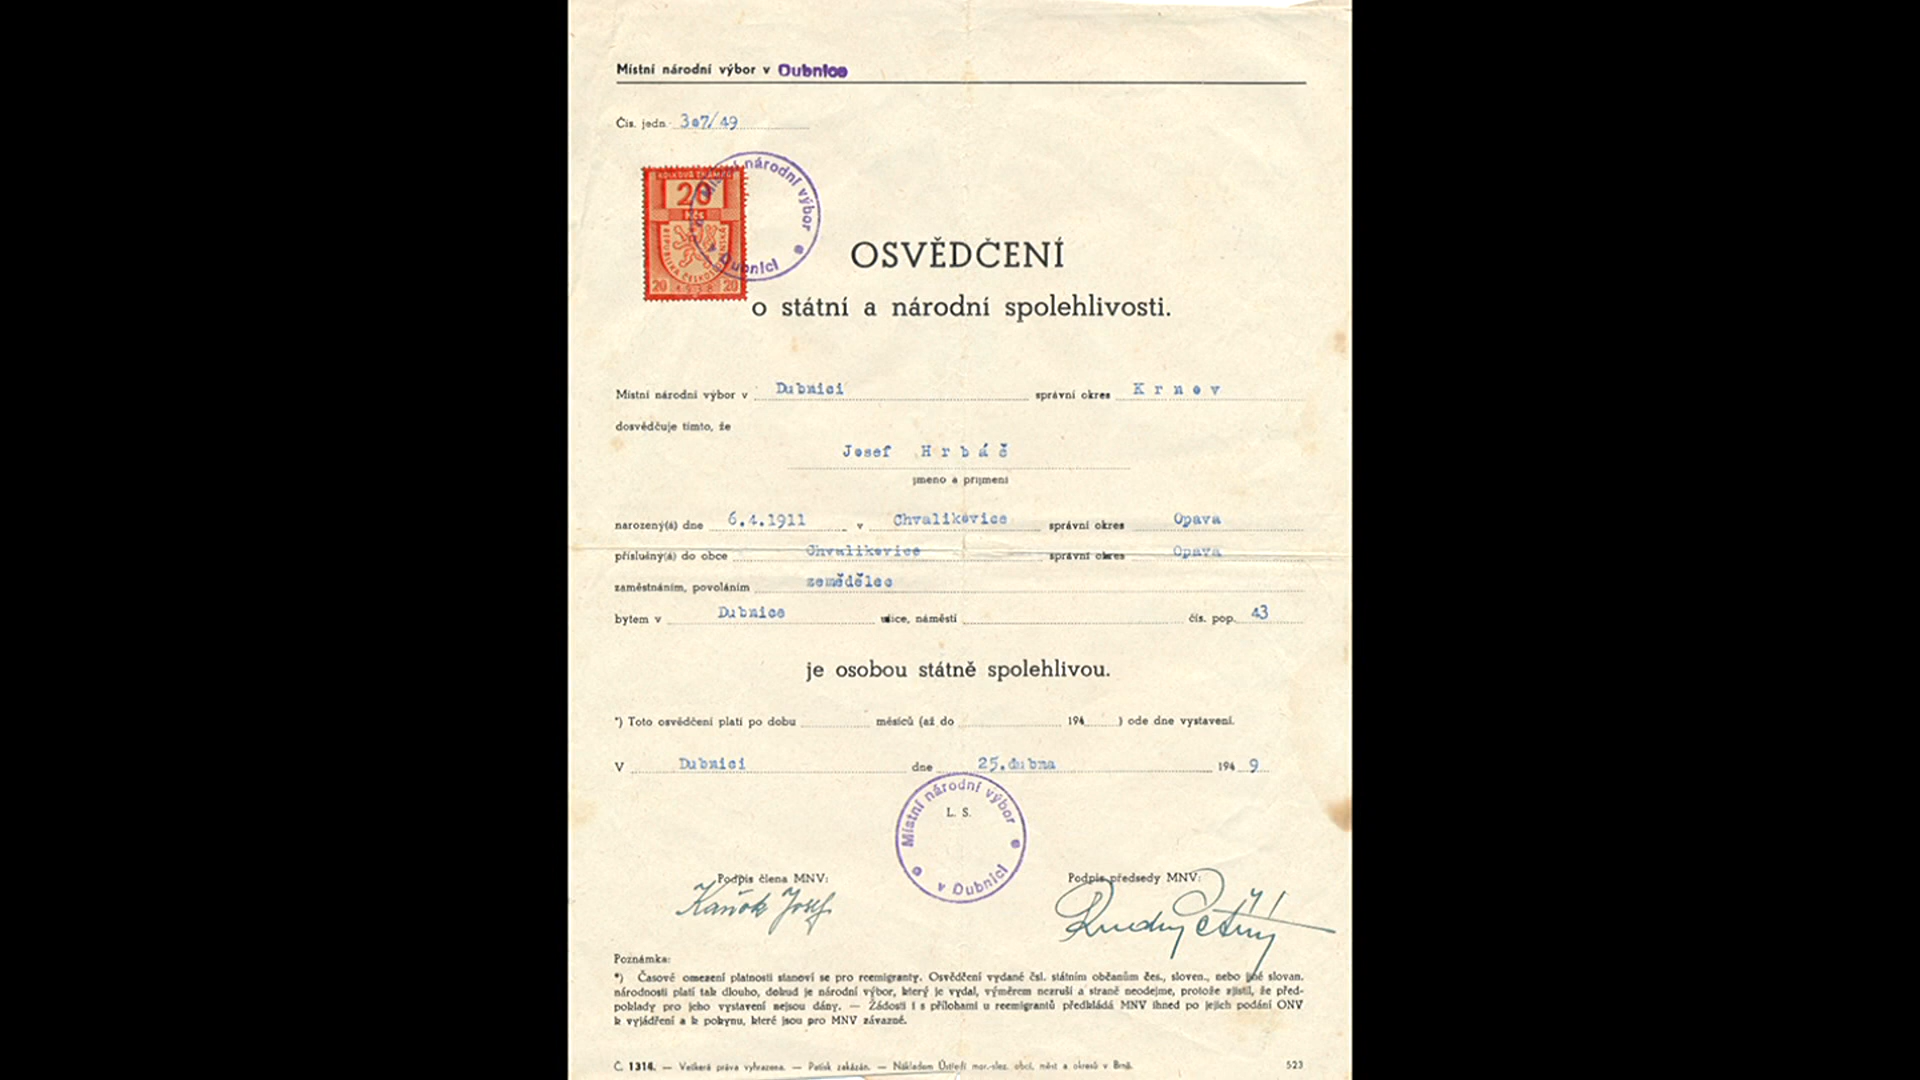 Místní národní výbor v Dubnice
Čís. jedn. 307/49
KOLKOVÁ ZNÁMKA
20
Kčs
REPUBLIKA ČESKOSLOVENSKÁ
20 1938 20
Místní národní výbor
v Dubnici
OSVĚDČENÍ
o státní a národní spolehlivosti.
Místní národní výbor v Dubnici správní okres Krnov
dosvědčuje tímto, že
Josef Hrbáč
jméno a příjmení
narozený(á) dne 6.4.1911 v Chvalikovice správní okres Opava
příslušný(á) do obce Chvalikovice správní okres Opava
zaměstnáním, povoláním zemědělec
bytem v Dubnice ulice, náměstí čís. pop. 43
je osobou státně spolehlivou.
*) Toto osvědčení platí po dobu měsíců (až do 194 ) ode dne vystavení.
V Dubnici dne 25.dubna 194 9
Místní národní výbor
L. S.
v Dubnici
Podpis člena MNV: Podpis předsedy MNV:
Kaňok Josef
Poznámka:
*) Časové omezení platnosti stanoví se pro reemigranty. Osvědčení vydané čsl. státním občanům čes., sloven., nebo jiné slovan.
národnosti platí tak dlouho, dokud je národní výbor, který je vydal, výměrem nezruší a straně neodejme, protože zjistil, že před-
poklady pro jeho vystavení nejsou dány. — Žádosti i s přílohami u reemigrantů předkládá MNV ihned po jejich podání ONV
k vyjádření a k pokynu, které jsou pro MNV závazné.
Č. 1314. — Veškerá práva vyhrazena. — Patisk zakázán. — Nákladem Ústředí mor.-slez. obcí, měst a okresů v Brně. 523